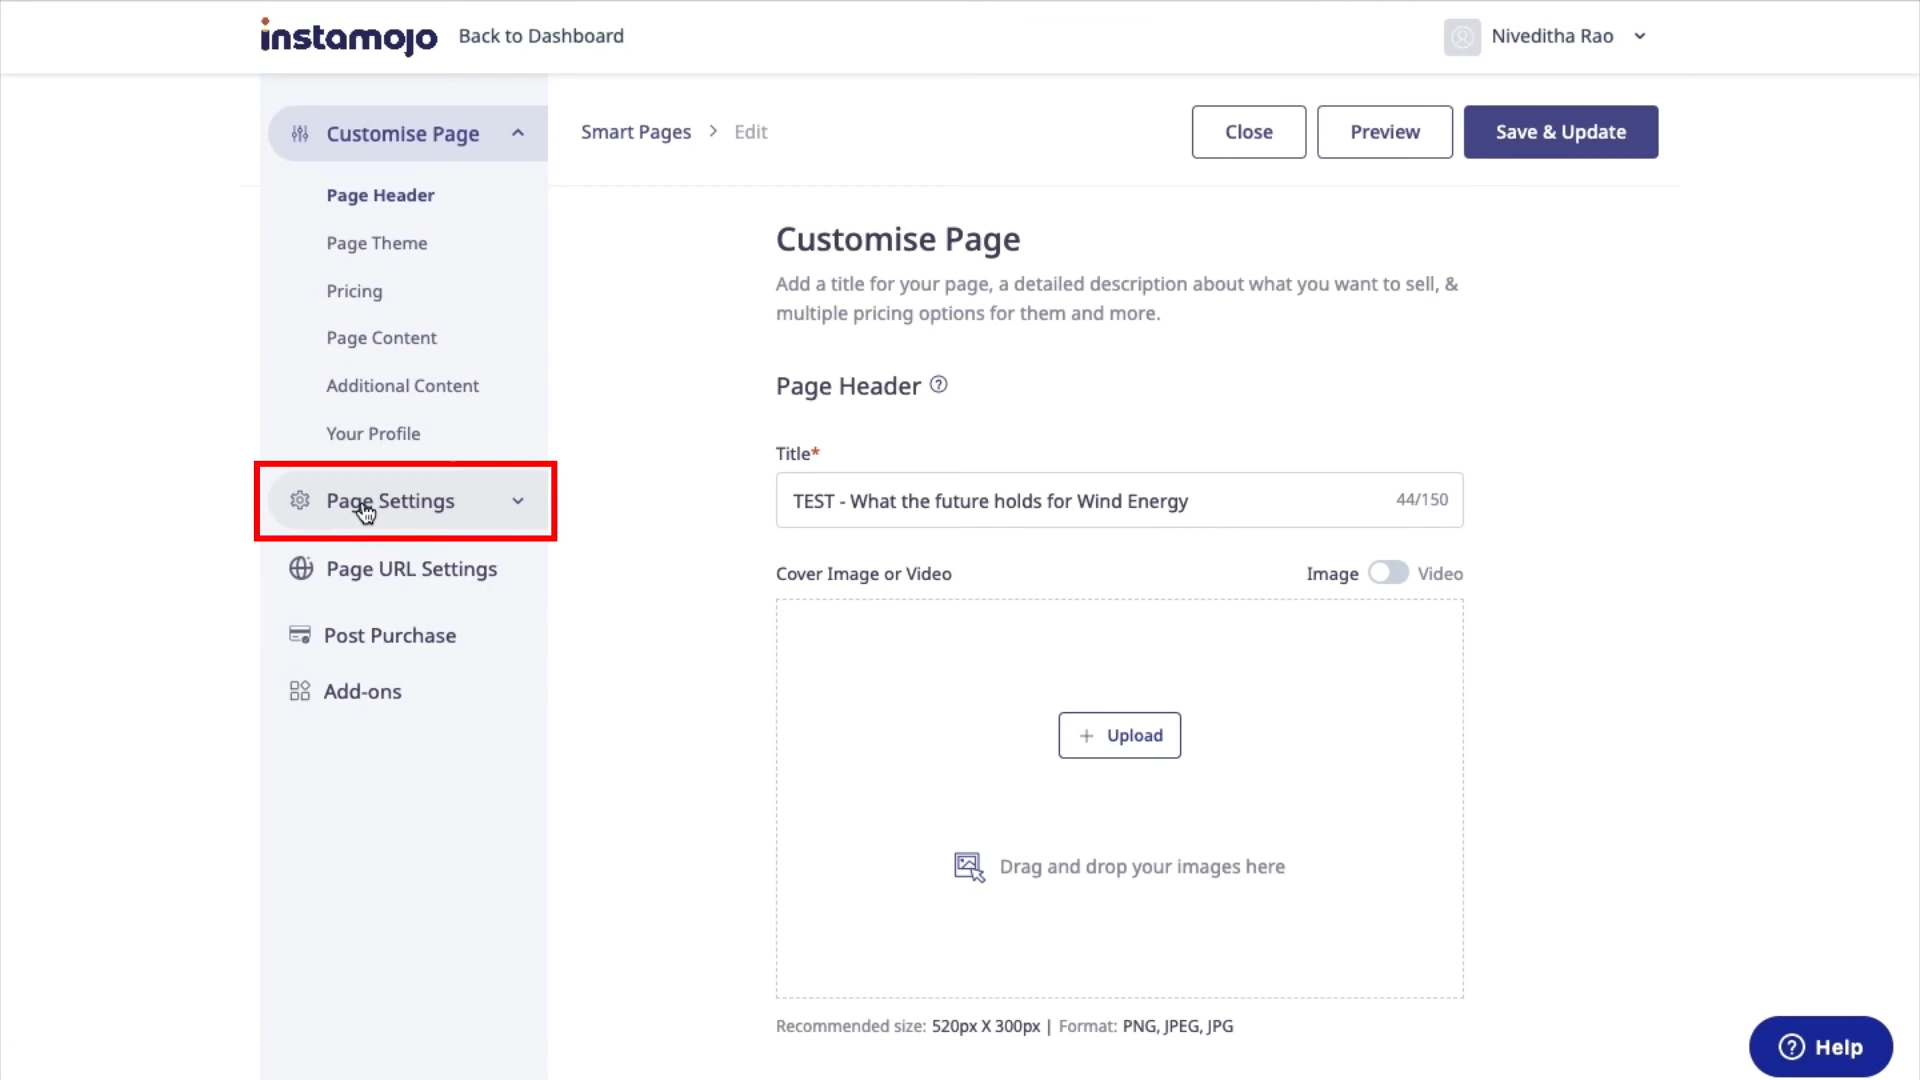 instamojo
Back to Dashboard
Niveditha Rao
Customise Page
Page Header
Page Theme
Pricing
Page Content
Additional Content
Your Profile
Page Settings
Page URL Settings
Post Purchase
Add-ons
Smart Pages > Edit
Close
Preview
Save & Update
Customise Page
Add a title for your page, a detailed description about what you want to sell, &
multiple pricing options for them and more.
Page Header ?
Title*
TEST - What the future holds for Wind Energy
44/150
Cover Image or Video
Image
Video
+ Upload
Drag and drop your images here
Recommended size: 520px X 300px | Format: PNG, JPEG, JPG
? Help